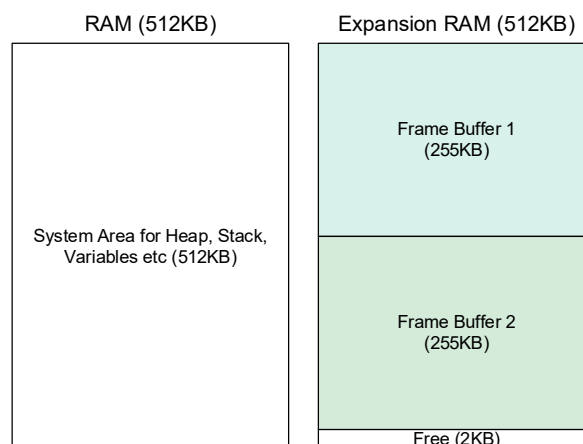 RAM (512KB)
Expansion RAM (512KB)
System Area for Heap, Stack,
Variables etc (512KB)
Frame Buffer 1
(255KB)
Frame Buffer 2
(255KB)
Free (2KB)